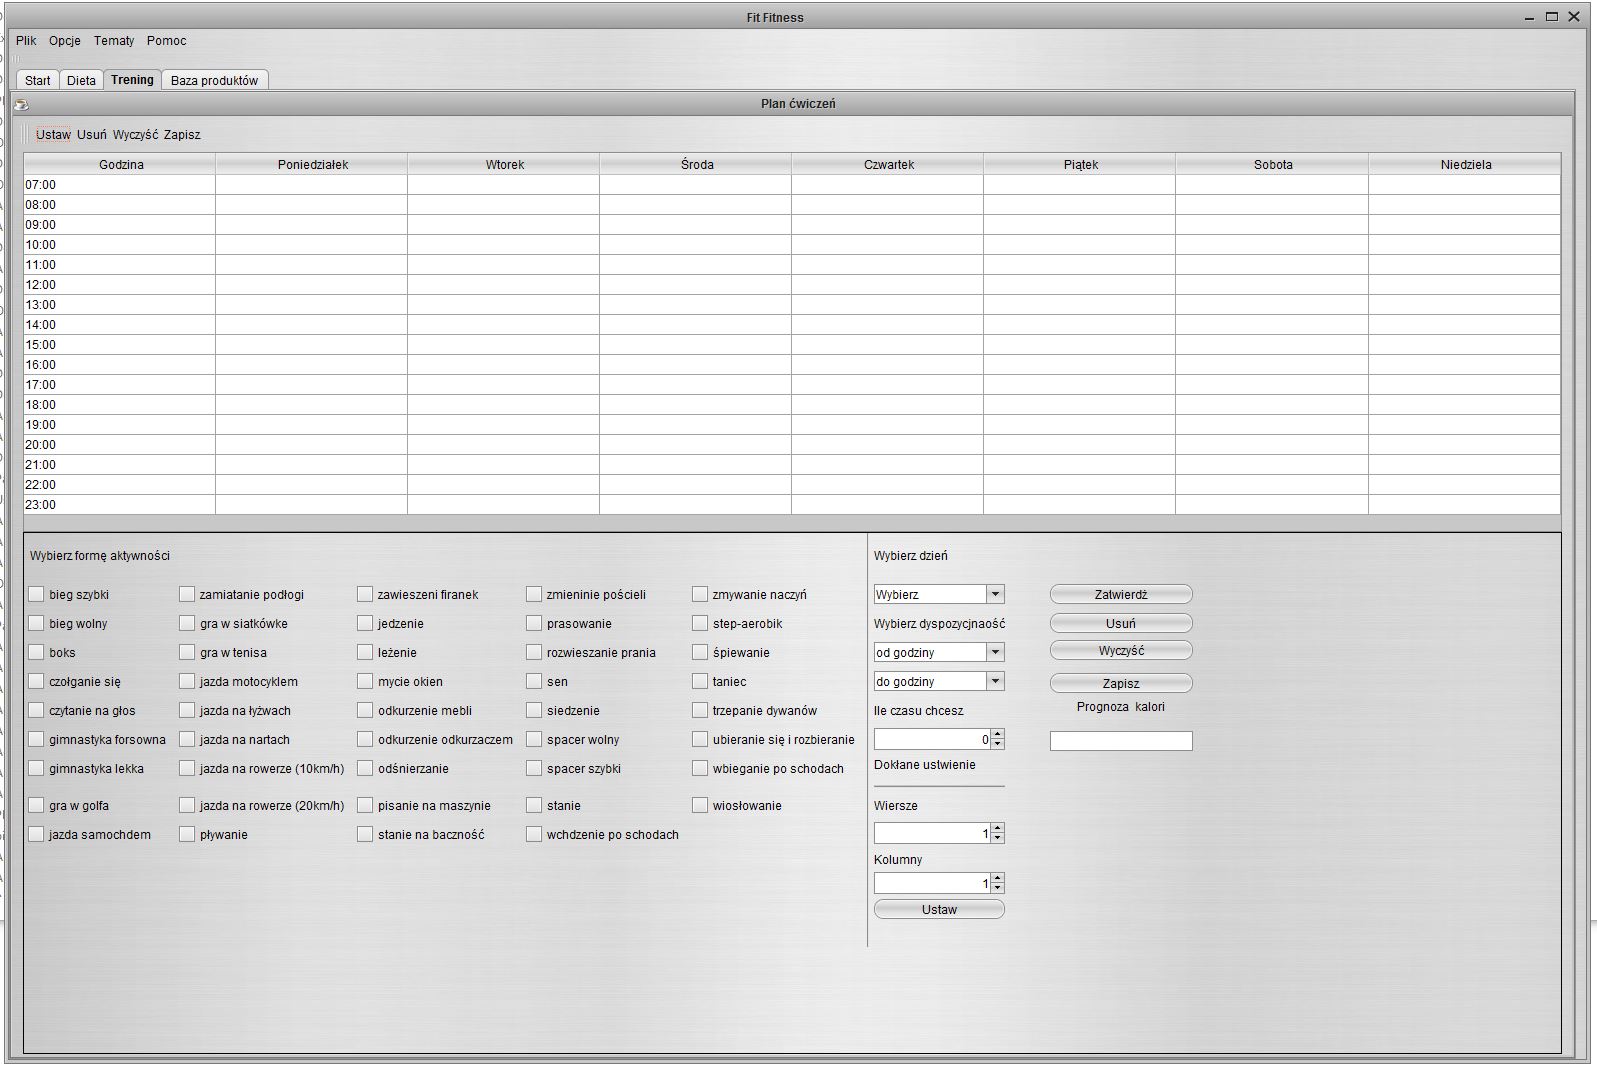 Fit Fitness
Plik Opcje Tematy Pomoc
Start Dieta Trening Baza produktów
Plan ćwiczeń
Ustaw Usuń Wyczyść Zapisz
Godzina Poniedziałek Wtorek Środa Czwartek Piątek Sobota Niedziela
07:00
08:00
09:00
10:00
11:00
12:00
13:00
14:00
15:00
16:00
17:00
18:00
19:00
20:00
21:00
22:00
23:00
Wybierz formę aktywności
bieg szybki zamiatanie podłogi zawieszeni firanek zmieninie pościeli zmywanie naczyń
bieg wolny gra w siatkówke jedzenie prasowanie step-aerobik
boks gra w tenisa leżenie rozwieszanie prania śpiewanie
czołganie się jazda motocyklem mycie okien sen taniec
czytanie na głos jazda na łyżwach odkurzenie mebli siedzenie trzepanie dywanów
gimnastyka forsowna jazda na nartach odkurzenie odkurzaczem spacer wolny ubieranie się i rozbieranie
gimnastyka lekka jazda na rowerze (10km/h) odśnierzanie spacer szybki wbieganie po schodach
gra w golfa jazda na rowerze (20km/h) pisanie na maszynie stanie wiosłowanie
jazda samochdem pływanie stanie na baczność wchdzenie po schodach
Wybierz dzień
Wybierz
Wybierz dyspozycjnaość
od godziny
do godziny
Ile czasu chcesz
0
Dokłane ustwienie
Wiersze
1
Kolumny
1
Ustaw
Zatwierdż
Usuń
Wyczyść
Zapisz
Prognoza kalori